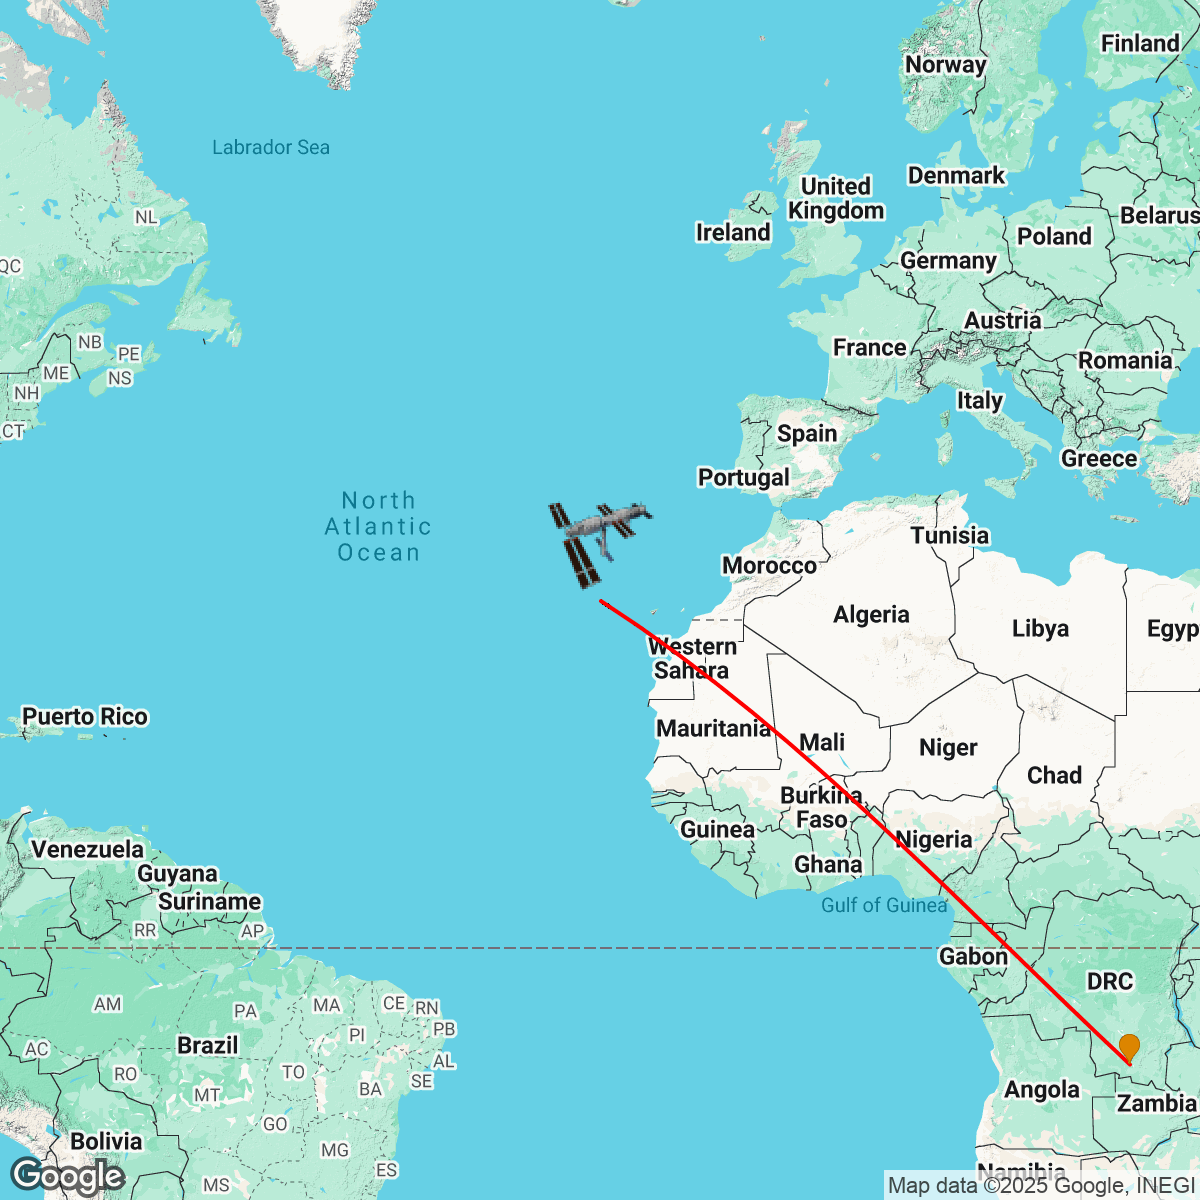 Finland
Norway
Labrador Sea
Denmark
United
Kingdom
NL
Belarus
Ireland
Poland
Germany
QC
Austria
NB
France
PE
Romania
ME
NS
NH
Italy
CT
Spain
Greece
Portugal
North
Atlantic
Ocean
Tunisia
Morocco
Algeria
Libya
Egyp
Western
Sahara
Puerto Rico
Mauritania
Mali
Niger
Chad
Burkina
Faso
Guinea
Nigeria
Venezuela
Ghana
Guyana
Suriname
Gulf of Guinea
RR
AP
Gabon
DRC
AM
MA
CE
RN
PA
PB
PI
Brazil
AC
AL
RO
TO
SE
BA
MT
Angola
Zambia
GO
Bolivia
MG
ES
Namibia
MS
Google
Map data ©2025 Google, INEGI